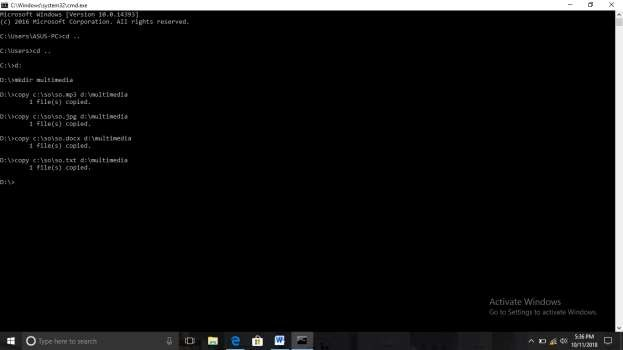 C:\Windows\system32\cmd.exe
Microsoft Windows [Version 10.0.14393]
(c) 2016 Microsoft Corporation. All rights reserved.
C:\Users\ASUS-PC>cd ..
C:\Users>cd ..
C:\>d:
D:\>mkdir multimedia
D:\>copy c:\so\so.mp3 d:\multimedia
1 file(s) copied.
D:\>copy c:\so\so.jpg d:\multimedia
1 file(s) copied.
D:\>copy c:\so\so.docx d:\multimedia
1 file(s) copied.
D:\>copy c:\so\so.txt d:\multimedia
1 file(s) copied.
D:\>
Activate Windows
Go to Settings to activate Windows.
Type here to search
5:36 PM
10/11/2018